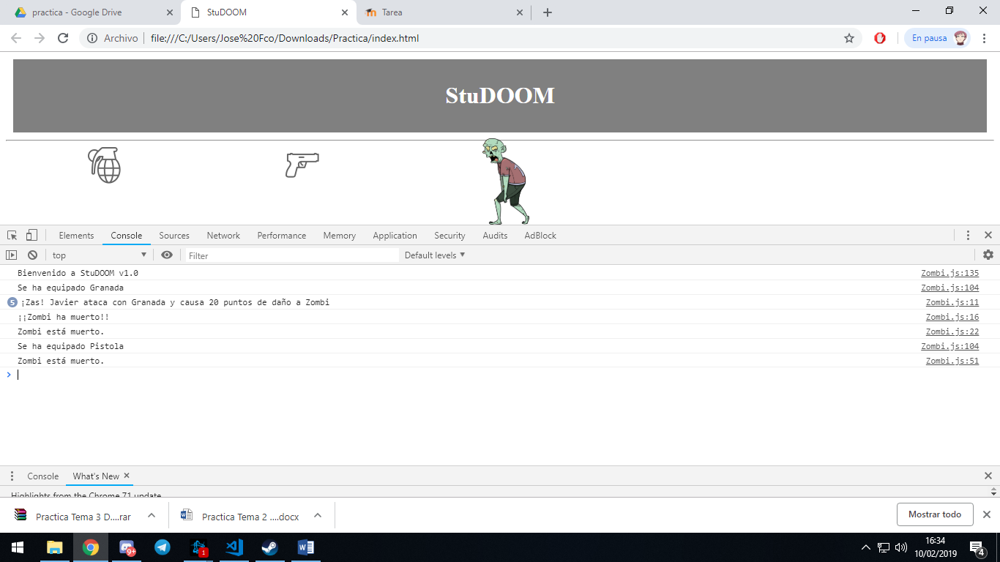 practica - Google Drive
StuDOOM
Tarea
Archivo file:///C:/Users/Jose%20Fco/Downloads/Practica/index.html
En pausa
StuDOOM
Elements Console Sources Network Performance Memory Application Security Audits AdBlock
top Filter Default levels
Bienvenido a StuDOOM v1.0 Zombi.js:135
Se ha equipado Granada Zombi.js:104
5 ¡Zas! Javier ataca con Granada y causa 20 puntos de daño a Zombi Zombi.js:11
¡¡Zombi ha muerto!! Zombi.js:16
Zombi está muerto. Zombi.js:22
Se ha equipado Pistola Zombi.js:104
Zombi está muerto. Zombi.js:51
Console What's New
Highlights from the Chrome 71 update
Practica Tema 3 D....rar
Practica Tema 2 ....docx
Mostrar todo
9+
1
16:34
10/02/2019
4